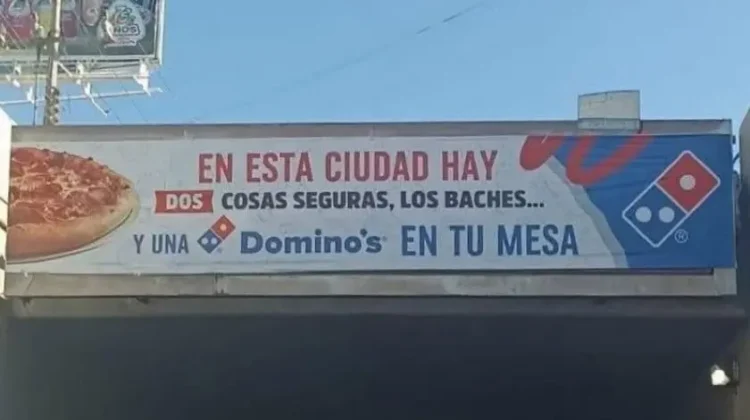 EN ESTA CIUDAD HAY
DOS COSAS SEGURAS, LOS BACHES...
Y UNA Domino's EN TU MESA
®